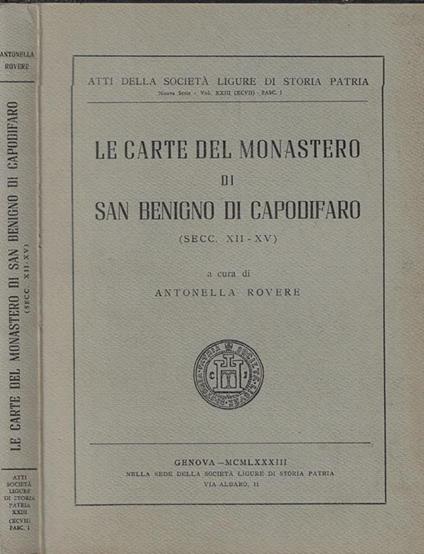 ANTONELLA
ROVERE
LE CARTE DEL MONASTERO DI SAN BENIGNO DI CAPODIFARO
(SECC. XII-XV)
ATTI
SOCIETÀ
LIGURE
DI STORIA
PATRIA
XXIII
(XCVII)
FASC. 1
ATTI DELLA SOCIETÀ LIGURE DI STORIA PATRIA
Nuova Serie - Vol. XXIII (XCVII) - FASC. I
LE CARTE DEL MONASTERO
DI
SAN BENIGNO DI CAPODIFARO
(SECC. XII - XV)
a cura di
ANTONELLA ROVERE
GENOVA — MCMLXXXIII
NELLA SEDE DELLA SOCIETÀ LIGURE DI STORIA PATRIA
VIA ALBARO, 11